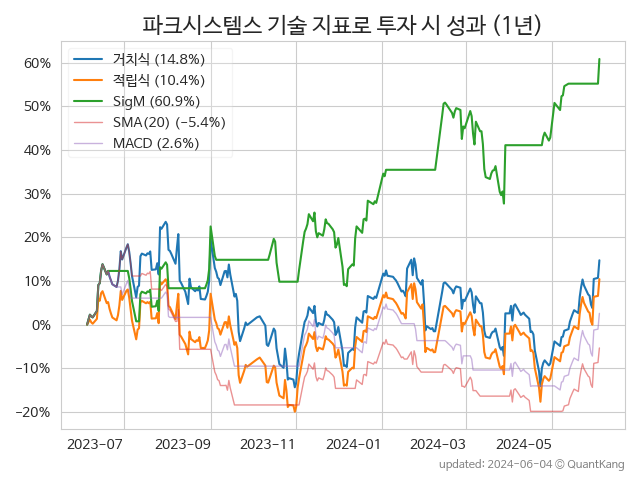 파크시스템스 기술 지표로 투자 시 성과 (1년)
60%
50%
40%
30%
20%
10%
0%
−10%
−20%
거치식 (14.8%)
적립식 (10.4%)
SigM (60.9%)
SMA(20) (−5.4%)
MACD (2.6%)
2023-07
2023-09
2023-11
2024-01
2024-03
2024-05
updated: 2024-06-04 © QuantKang